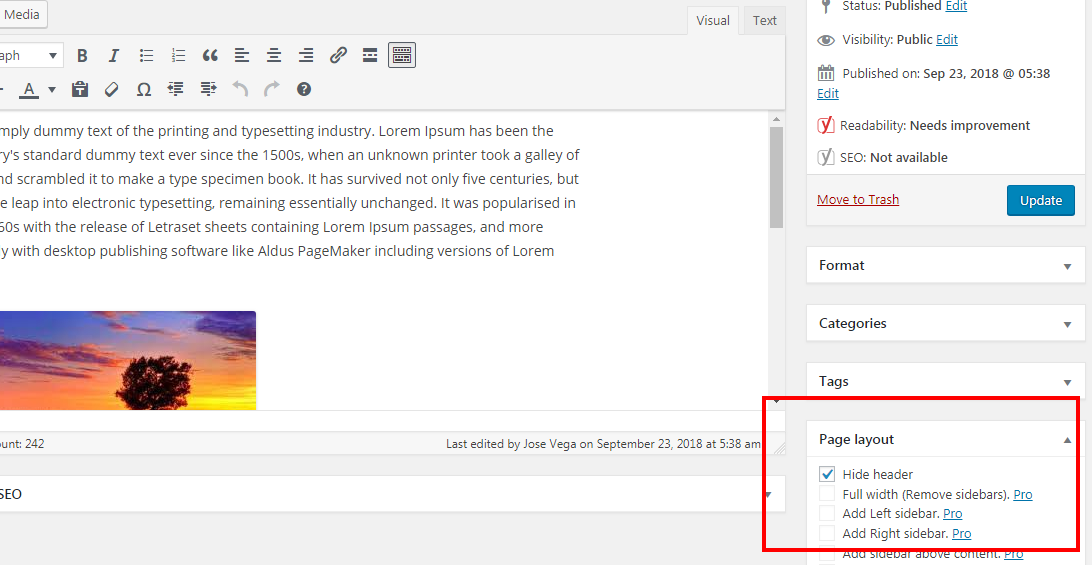 Media
Visual
Text
aph
B I
A
mply dummy text of the printing and typesetting industry. Lorem Ipsum has been the
ry's standard dummy text ever since the 1500s, when an unknown printer took a galley of
nd scrambled it to make a type specimen book. It has survived not only five centuries, but
e leap into electronic typesetting, remaining essentially unchanged. It was popularised in
60s with the release of Letraset sheets containing Lorem Ipsum passages, and more
ly with desktop publishing software like Aldus PageMaker including versions of Lorem
ount: 242
Last edited by Jose Vega on September 23, 2018 at 5:38 am
SEO
Status: Published Edit
Visibility: Public Edit
Published on: Sep 23, 2018 @ 05:38
Edit
Readability: Needs improvement
SEO: Not available
Move to Trash
Update
Format
Categories
Tags
Page layout
Hide header
Full width (Remove sidebars). Pro
Add Left sidebar. Pro
Add Right sidebar. Pro
Add sidebar above content. Pro